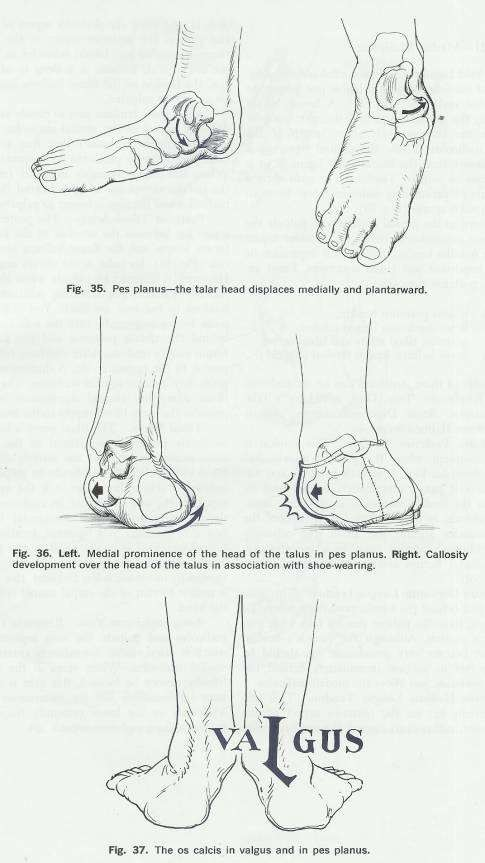 Fig. 35. Pes planus—the talar head displaces medially and plantarward.
Fig. 36. Left. Medial prominence of the head of the talus in pes planus. Right. Callosity
development over the head of the talus in association with shoe-wearing.
VALGUS
Fig. 37. The os calcis in valgus and in pes planus.